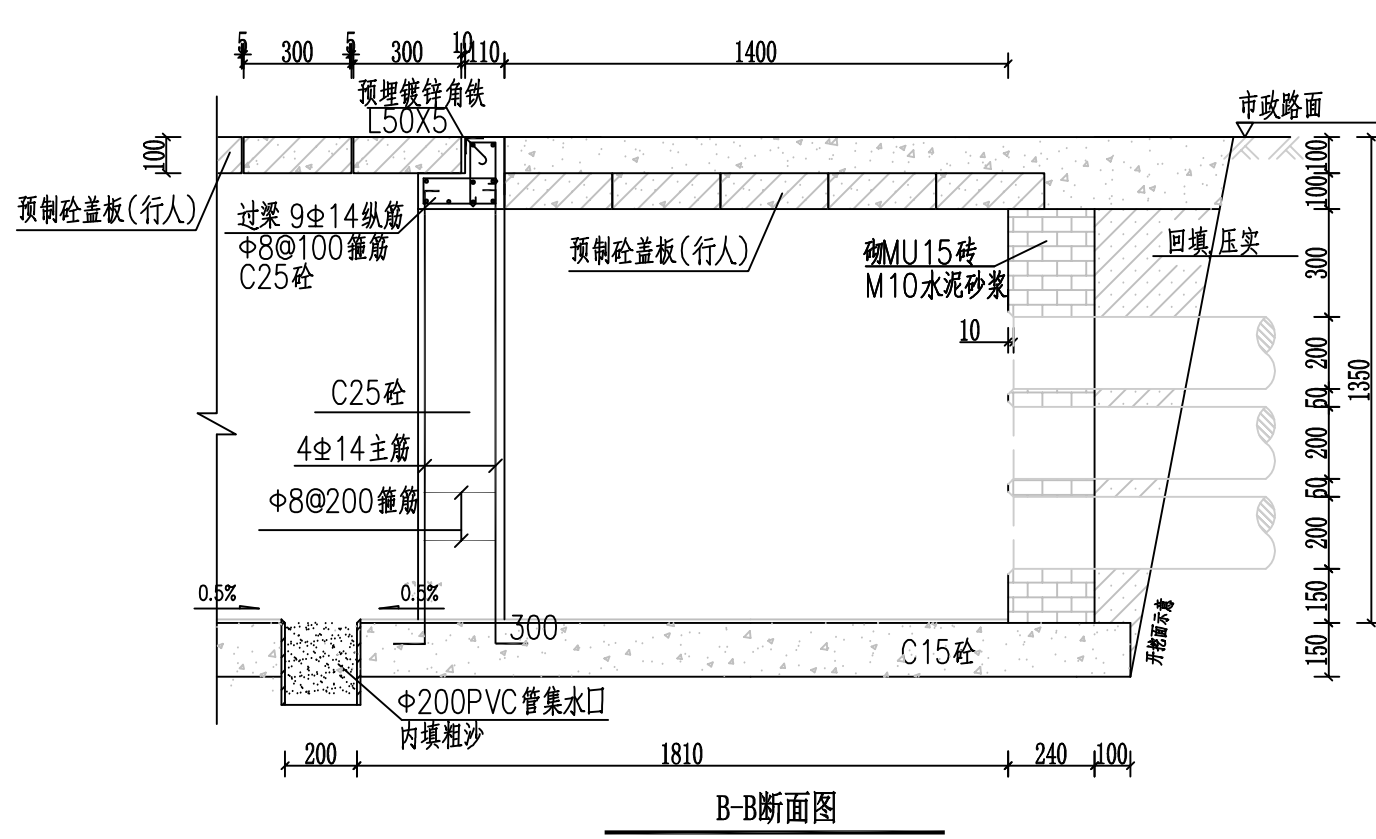 5 300 5 300 10 110 1400
预埋镀锌角铁
L50X5
市政路面
100
预制砼盖板(行人)
过梁 9Φ14纵筋
Φ8@100箍筋
C25砼
预制砼盖板(行人)
砌MU15砖
M10水泥砂浆
回填 压实
100
100
300
10
200
50
200
50
200
150
150
1350
C25砼
4Φ14主筋
Φ8@200箍筋
0.5% 0.5%
300
C15砼
开挖面示意
Φ200PVC管集水口
内填粗沙
200 1810 240 100
B-B断面图